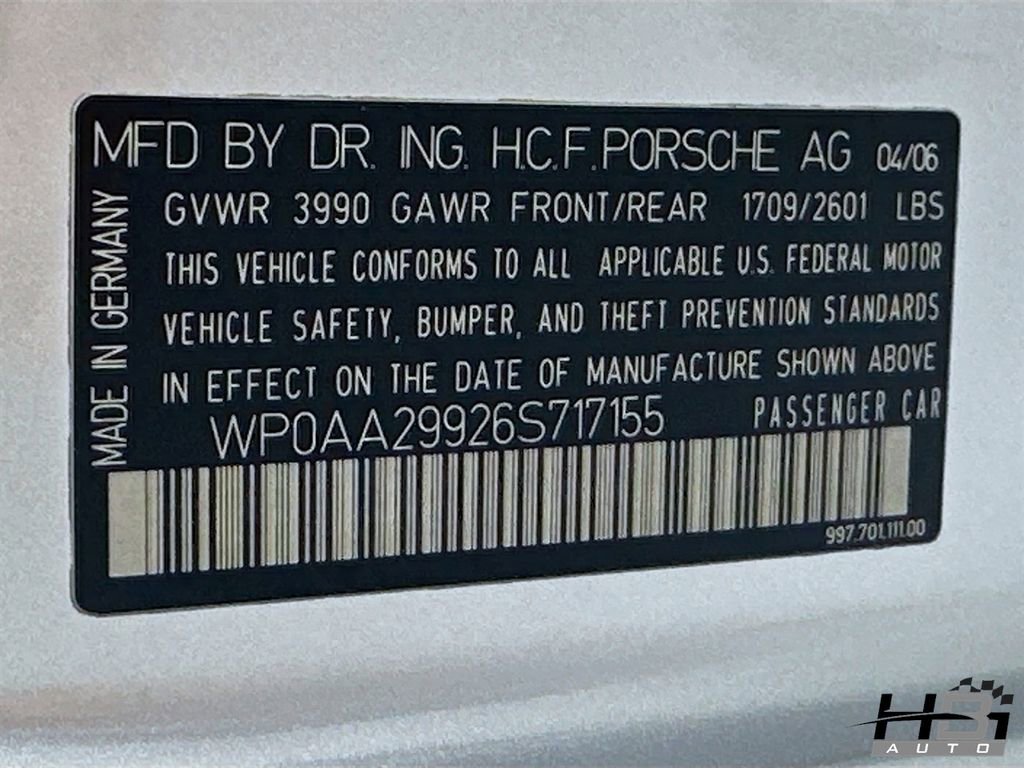 MFD BY DR. ING. H.C.F. PORSCHE AG 04/06
GVWR 3990 GAWR FRONT/REAR 1709/2601 LBS
THIS VEHICLE CONFORMS TO ALL APPLICABLE U.S. FEDERAL MOTOR
VEHICLE SAFETY, BUMPER, AND THEFT PREVENTION STANDARDS
IN EFFECT ON THE DATE OF MANUFACTURE SHOWN ABOVE
WP0AA29926S717155 PASSENGER CAR
MADE IN GERMANY
997.701.111.00
HBI
AUTO